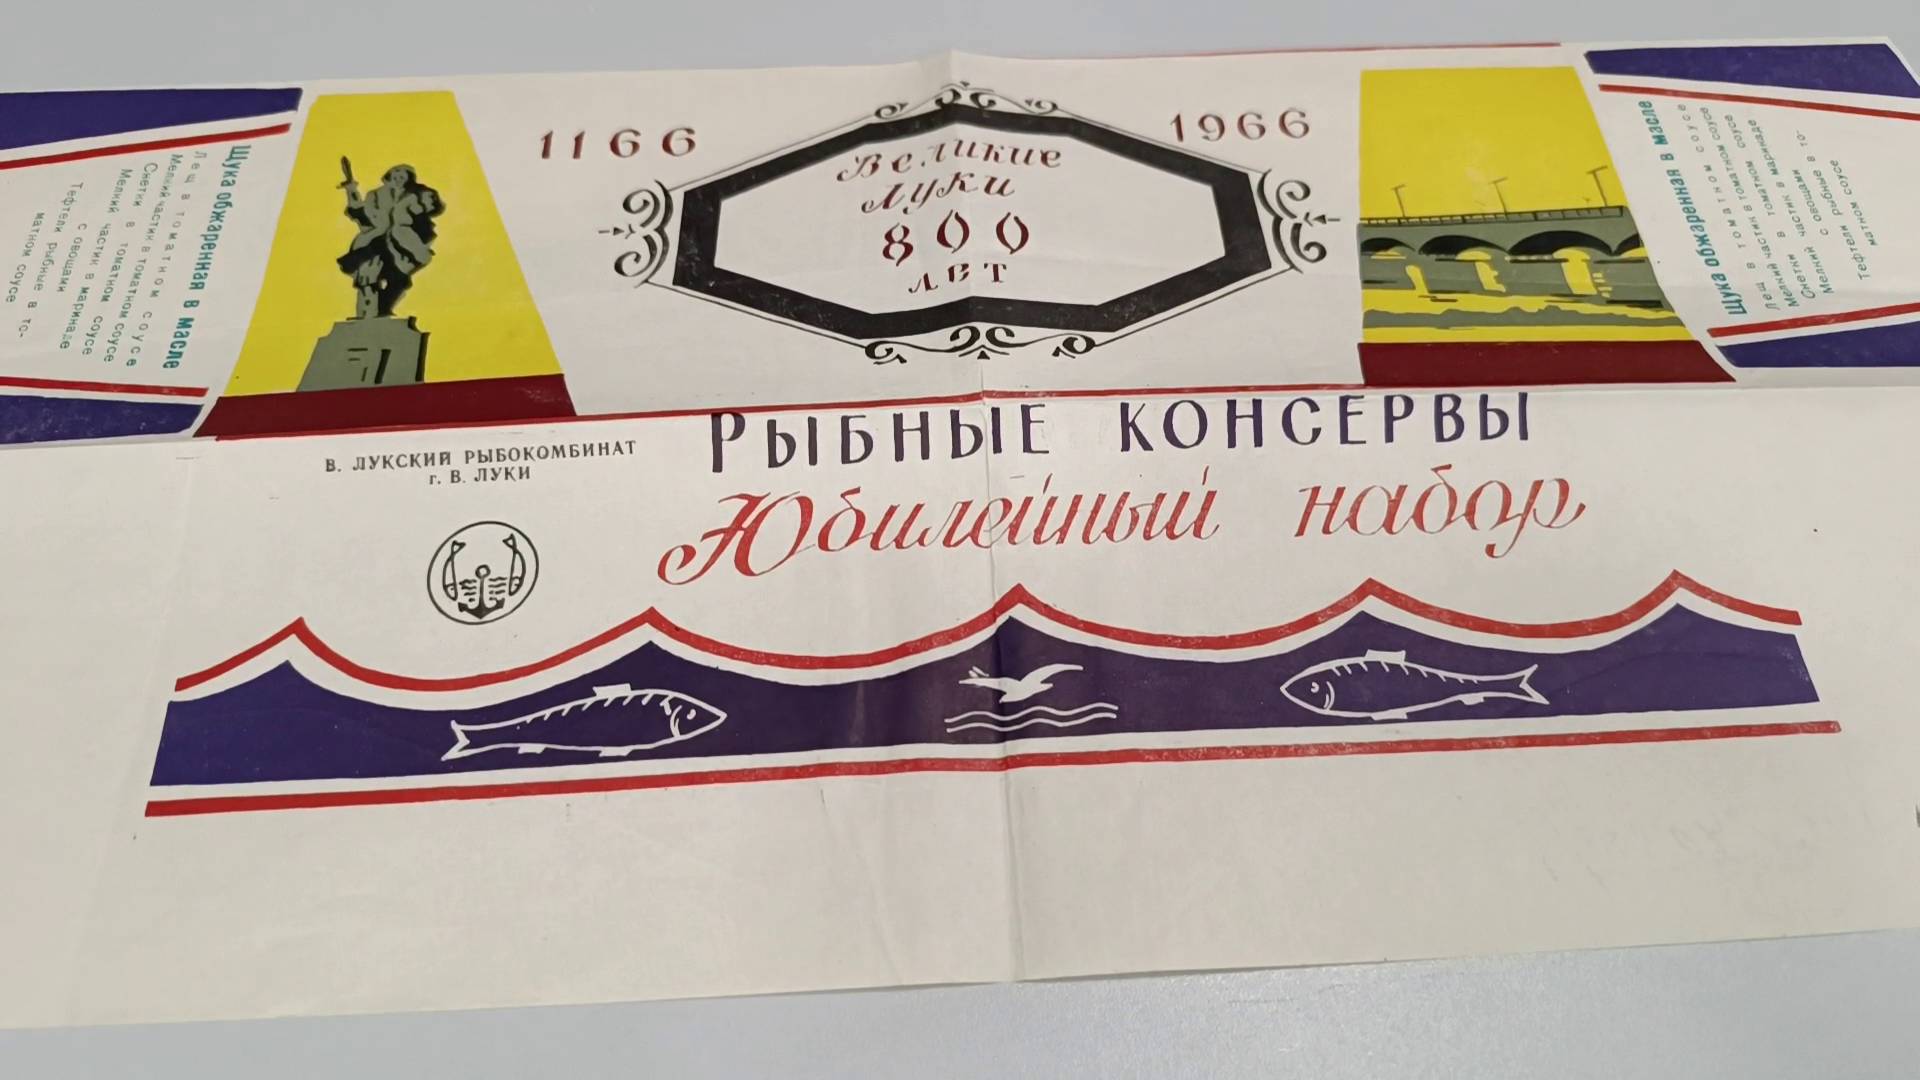 Щука обжаренная в масле
Лещ в томатном соусе
Мелкий частик в томатном соусе
Снетки в томатном соусе
Мелкий частик в маринаде
с овощами
Тефтели рыбные в то-
матном соусе
1166
Великие
Луки
800
лет
1966
Щука обжаренная в масле
Лещ в томатном соусе
Мелкий частик в томатном соусе
Мелкий частик в маринаде
Снетки в томатном соусе
Мелкий частик
с овощами
Тефтели рыбные в то-
матном соусе
В. ЛУКСКИЙ РЫБОКОМБИНАТ
г. В. ЛУКИ
РЫБНЫЕ КОНСЕРВЫ
Юбилейный набор